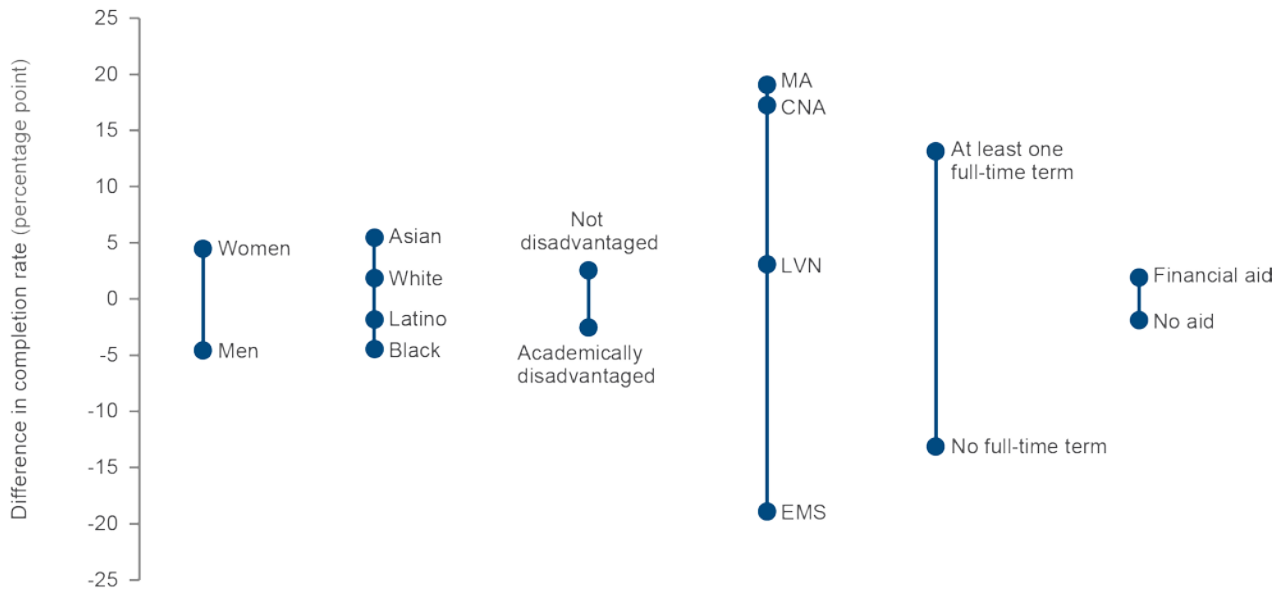 Difference in completion rate (percentage point)
25
20
15
10
5
0
-5
-10
-15
-20
-25
Women
Men
Asian
White
Latino
Black
Not
disadvantaged
Academically
disadvantaged
MA
CNA
LVN
EMS
At least one
full-time term
No full-time term
Financial aid
No aid